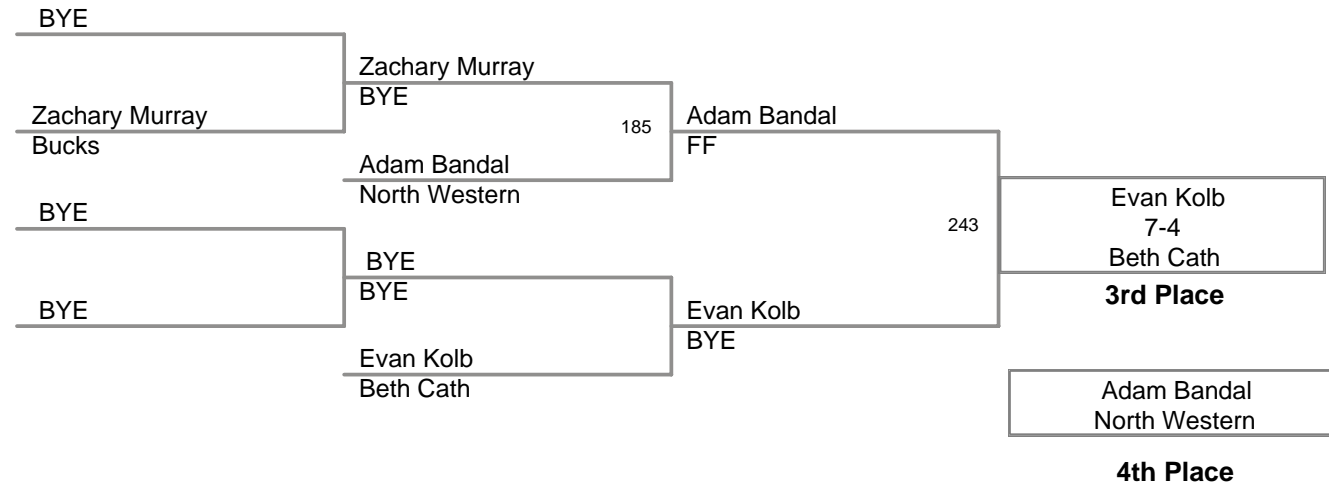 BYE
Zachary Murray
BYE
Zachary Murray
Bucks
185
Adam Bandal
FF
Adam Bandal
North Western
BYE
Evan Kolb
7-4
Beth Cath
243
BYE
BYE
3rd Place
BYE
Evan Kolb
BYE
Evan Kolb
Beth Cath
Adam Bandal
North Western
4th Place